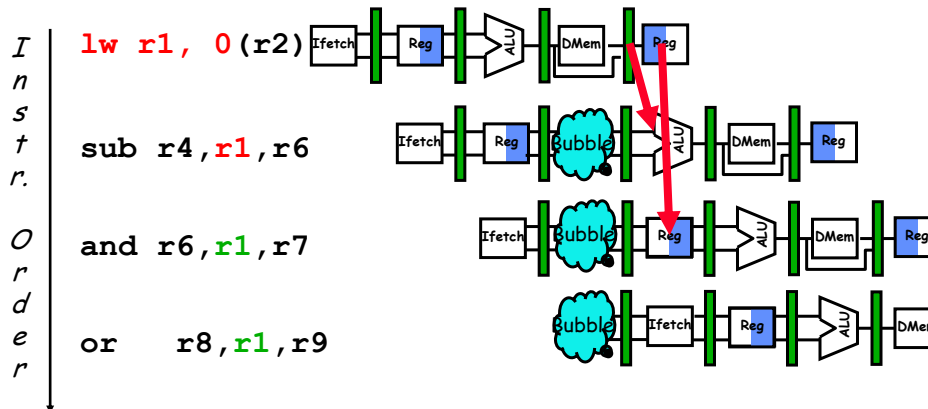 Instr. Order
lw r1, 0(r2) Ifetch Reg ALU DMem Reg
sub r4,r1,r6 Ifetch Reg Bubble ALU DMem Reg
and r6,r1,r7 Ifetch Bubble Reg ALU DMem Reg
or r8,r1,r9 Bubble Ifetch Reg ALU DMem